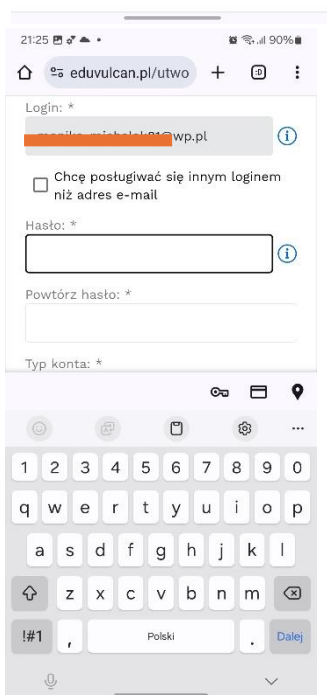 21:25 90%
eduvulcan.pl/utwo
Login: *
@wp.pl
Chcę posługiwać się innym loginem
niż adres e-mail
Hasło: *
Powtórz hasło: *
Typ konta: *
1 2 3 4 5 6 7 8 9 0
q w e r t y u i o p
a s d f g h j k l
z x c v b n m
!#1 , Polski . Dalej